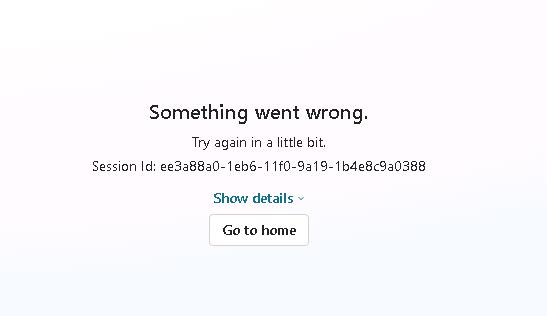 Something went wrong.
Try again in a little bit.
Session Id: ee3a88a0-1eb6-11f0-9a19-1b4e8c9a0388
Show details
Go to home